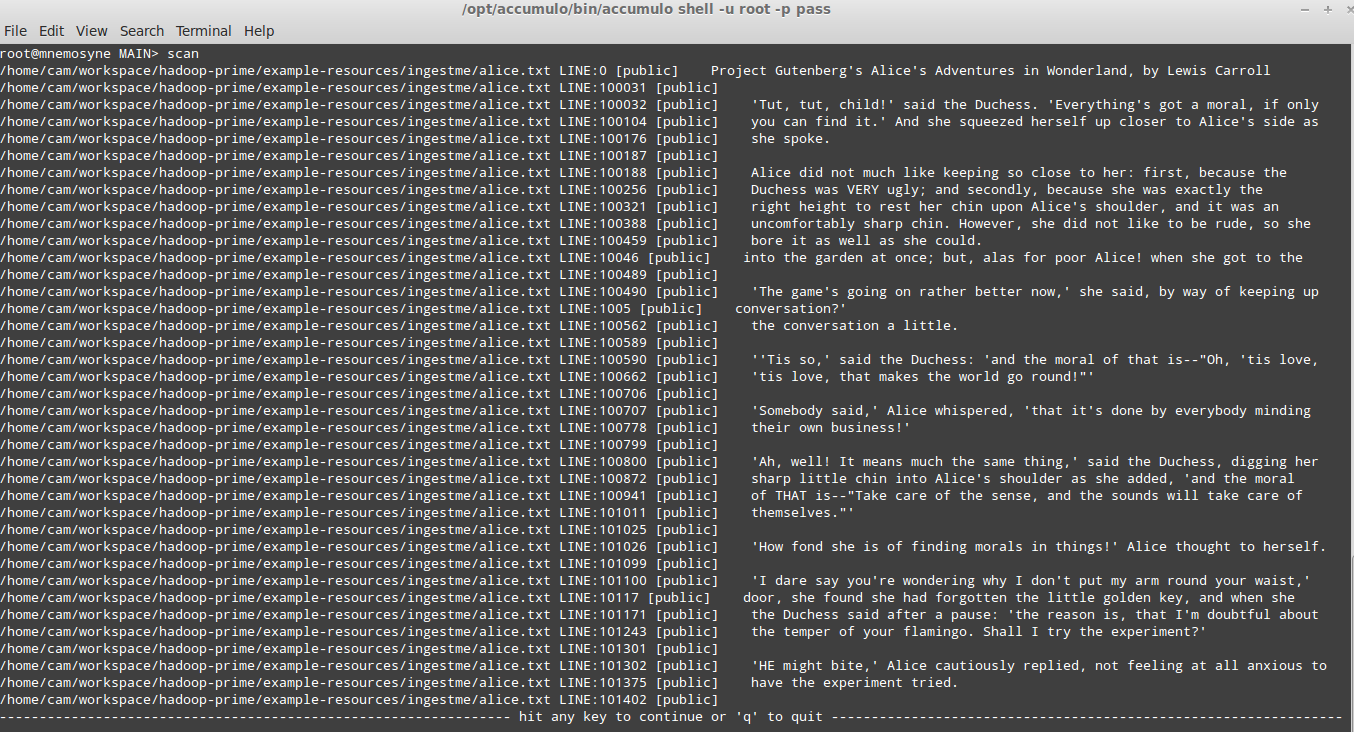 /opt/accumulo/bin/accumulo shell -u root -p pass
File Edit View Search Terminal Help
root@mnemosyne MAIN> scan
/home/cam/workspace/hadoop-prime/example-resources/ingestme/alice.txt LINE:0 [public]    Project Gutenberg's Alice's Adventures in Wonderland, by Lewis Carroll
/home/cam/workspace/hadoop-prime/example-resources/ingestme/alice.txt LINE:100031 [public]
/home/cam/workspace/hadoop-prime/example-resources/ingestme/alice.txt LINE:100032 [public]    'Tut, tut, child!' said the Duchess. 'Everything's got a moral, if only
/home/cam/workspace/hadoop-prime/example-resources/ingestme/alice.txt LINE:100104 [public]    you can find it.' And she squeezed herself up closer to Alice's side as
/home/cam/workspace/hadoop-prime/example-resources/ingestme/alice.txt LINE:100176 [public]    she spoke.
/home/cam/workspace/hadoop-prime/example-resources/ingestme/alice.txt LINE:100187 [public]
/home/cam/workspace/hadoop-prime/example-resources/ingestme/alice.txt LINE:100188 [public]    Alice did not much like keeping so close to her: first, because the
/home/cam/workspace/hadoop-prime/example-resources/ingestme/alice.txt LINE:100256 [public]    Duchess was VERY ugly; and secondly, because she was exactly the
/home/cam/workspace/hadoop-prime/example-resources/ingestme/alice.txt LINE:100321 [public]    right height to rest her chin upon Alice's shoulder, and it was an
/home/cam/workspace/hadoop-prime/example-resources/ingestme/alice.txt LINE:100388 [public]    uncomfortably sharp chin. However, she did not like to be rude, so she
/home/cam/workspace/hadoop-prime/example-resources/ingestme/alice.txt LINE:100459 [public]    bore it as well as she could.
/home/cam/workspace/hadoop-prime/example-resources/ingestme/alice.txt LINE:10046 [public]    into the garden at once; but, alas for poor Alice! when she got to the
/home/cam/workspace/hadoop-prime/example-resources/ingestme/alice.txt LINE:100489 [public]
/home/cam/workspace/hadoop-prime/example-resources/ingestme/alice.txt LINE:100490 [public]    'The game's going on rather better now,' she said, by way of keeping up
/home/cam/workspace/hadoop-prime/example-resources/ingestme/alice.txt LINE:1005 [public]    conversation?'
/home/cam/workspace/hadoop-prime/example-resources/ingestme/alice.txt LINE:100562 [public]    the conversation a little.
/home/cam/workspace/hadoop-prime/example-resources/ingestme/alice.txt LINE:100589 [public]
/home/cam/workspace/hadoop-prime/example-resources/ingestme/alice.txt LINE:100590 [public]    ''Tis so,' said the Duchess: 'and the moral of that is--"Oh, 'tis love,
/home/cam/workspace/hadoop-prime/example-resources/ingestme/alice.txt LINE:100662 [public]    'tis love, that makes the world go round!"'
/home/cam/workspace/hadoop-prime/example-resources/ingestme/alice.txt LINE:100706 [public]
/home/cam/workspace/hadoop-prime/example-resources/ingestme/alice.txt LINE:100707 [public]    'Somebody said,' Alice whispered, 'that it's done by everybody minding
/home/cam/workspace/hadoop-prime/example-resources/ingestme/alice.txt LINE:100778 [public]    their own business!'
/home/cam/workspace/hadoop-prime/example-resources/ingestme/alice.txt LINE:100799 [public]
/home/cam/workspace/hadoop-prime/example-resources/ingestme/alice.txt LINE:100800 [public]    'Ah, well! It means much the same thing,' said the Duchess, digging her
/home/cam/workspace/hadoop-prime/example-resources/ingestme/alice.txt LINE:100872 [public]    sharp little chin into Alice's shoulder as she added, 'and the moral
/home/cam/workspace/hadoop-prime/example-resources/ingestme/alice.txt LINE:100941 [public]    of THAT is--"Take care of the sense, and the sounds will take care of
/home/cam/workspace/hadoop-prime/example-resources/ingestme/alice.txt LINE:101011 [public]    themselves."'
/home/cam/workspace/hadoop-prime/example-resources/ingestme/alice.txt LINE:101025 [public]
/home/cam/workspace/hadoop-prime/example-resources/ingestme/alice.txt LINE:101026 [public]    'How fond she is of finding morals in things!' Alice thought to herself.
/home/cam/workspace/hadoop-prime/example-resources/ingestme/alice.txt LINE:101099 [public]
/home/cam/workspace/hadoop-prime/example-resources/ingestme/alice.txt LINE:101100 [public]    'I dare say you're wondering why I don't put my arm round your waist,'
/home/cam/workspace/hadoop-prime/example-resources/ingestme/alice.txt LINE:10117 [public]    door, she found she had forgotten the little golden key, and when she
/home/cam/workspace/hadoop-prime/example-resources/ingestme/alice.txt LINE:101171 [public]    the Duchess said after a pause: 'the reason is, that I'm doubtful about
/home/cam/workspace/hadoop-prime/example-resources/ingestme/alice.txt LINE:101243 [public]    the temper of your flamingo. Shall I try the experiment?'
/home/cam/workspace/hadoop-prime/example-resources/ingestme/alice.txt LINE:101301 [public]
/home/cam/workspace/hadoop-prime/example-resources/ingestme/alice.txt LINE:101302 [public]    'HE might bite,' Alice cautiously replied, not feeling at all anxious to
/home/cam/workspace/hadoop-prime/example-resources/ingestme/alice.txt LINE:101375 [public]    have the experiment tried.
/home/cam/workspace/hadoop-prime/example-resources/ingestme/alice.txt LINE:101402 [public]
---------------------------------------------------------------- hit any key to continue or 'q' to quit ----------------------------------------------------------------